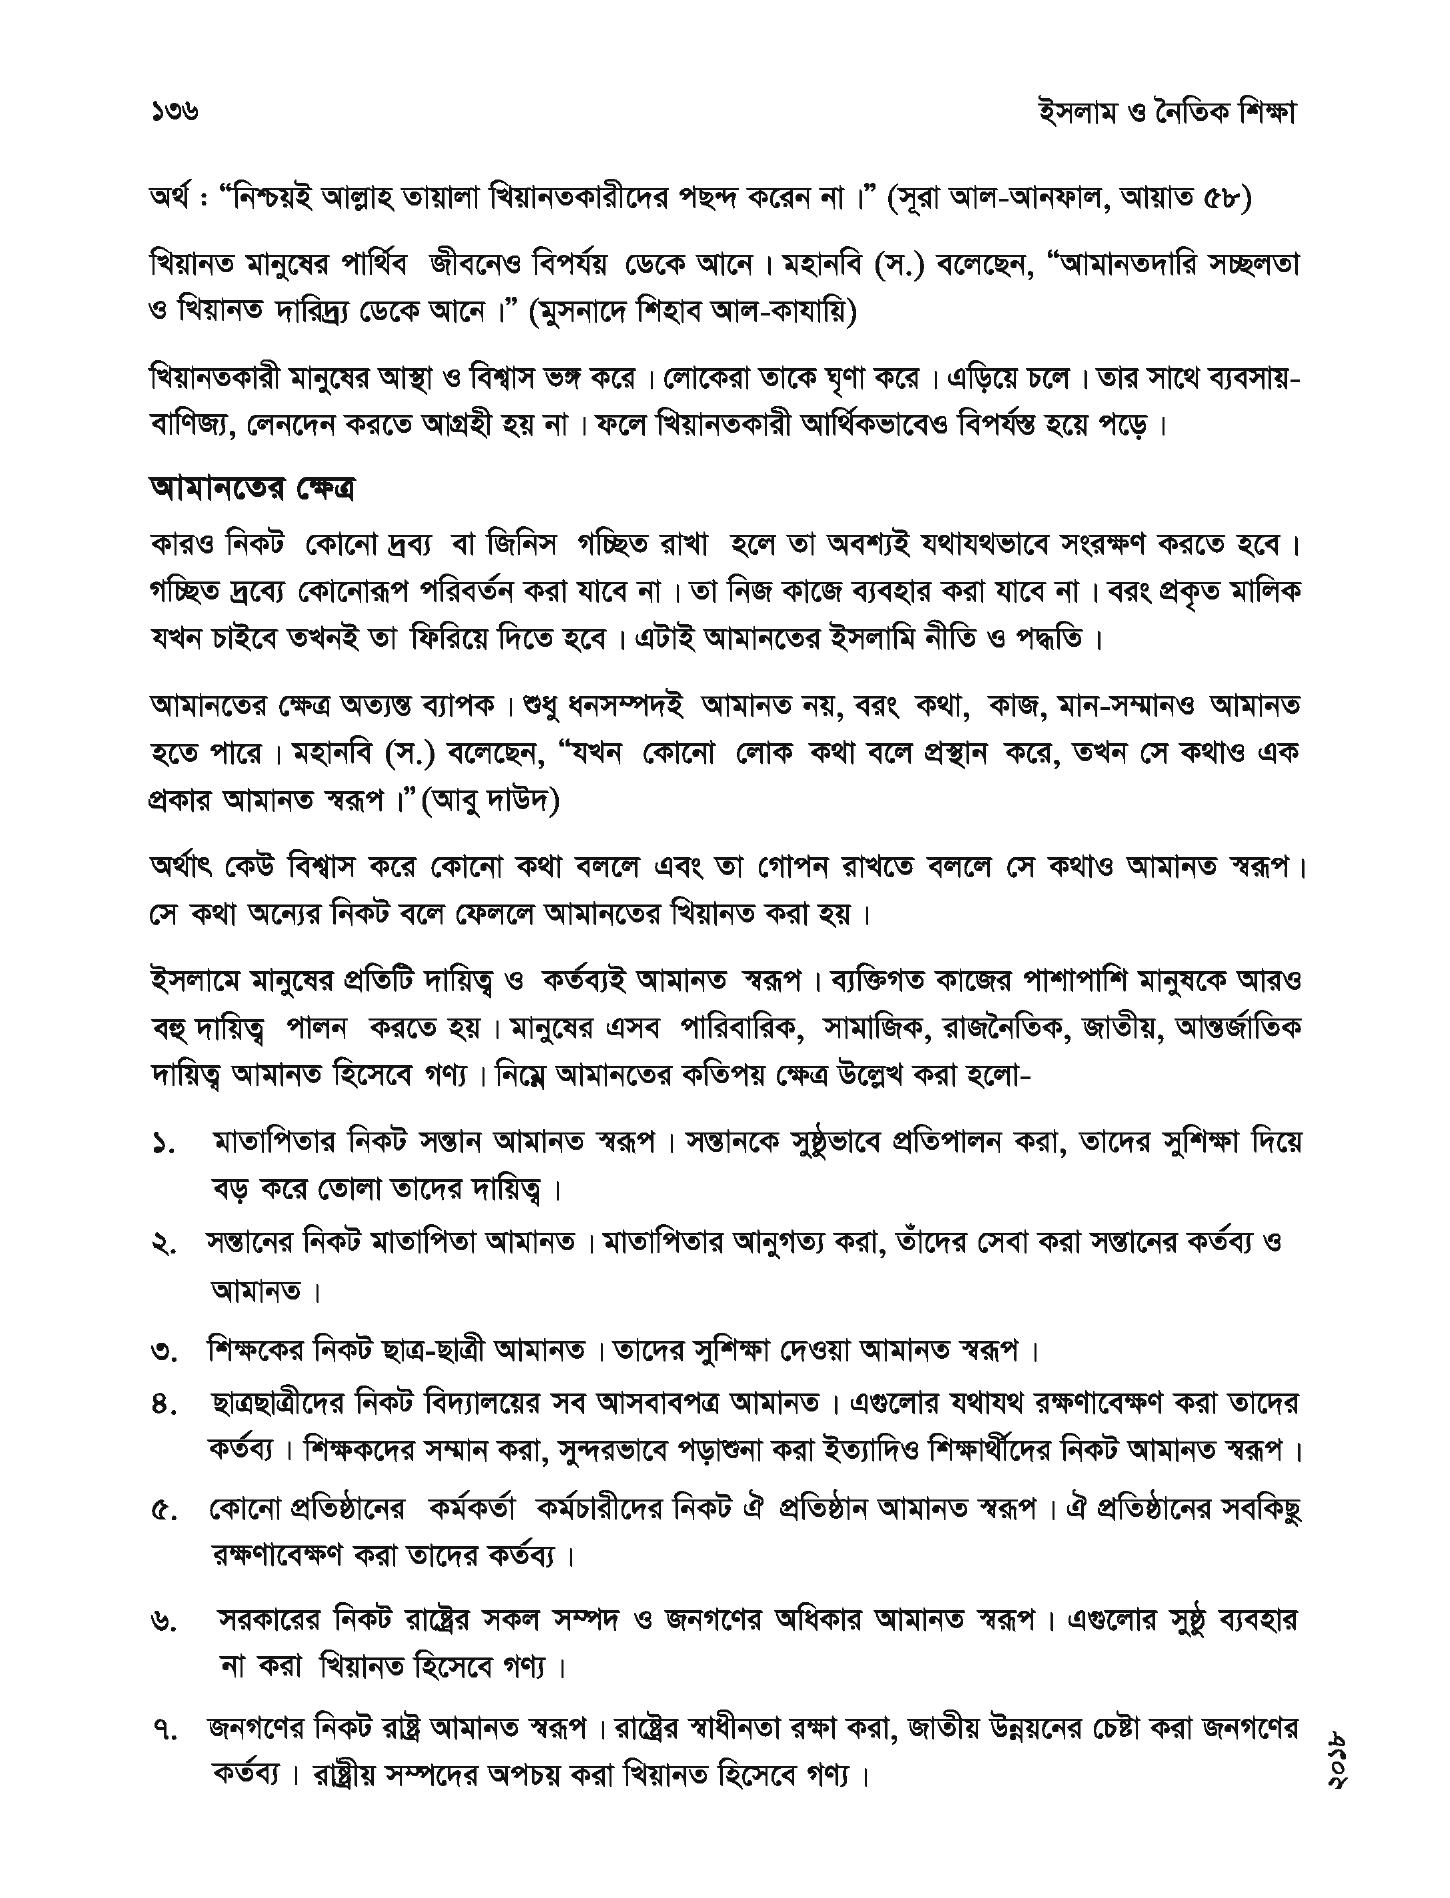 ১৩৬
ইসলাম ও নৈতিক শিক্ষা
অর্থ : “নিশ্চয়ই আল্লাহ তায়ালা খিয়ানতকারীদের পছন্দ করেন না।” (সূরা আল-আনফাল, আয়াত ৫৮)
খিয়ানত মানুষের পার্থিব জীবনেও বিপর্যয় ডেকে আনে। মহানবি (স.) বলেছেন, “আমানতদারি সচ্ছলতা
ও খিয়ানত দারিদ্র্য ডেকে আনে।” (মুসনাদে শিহাব আল-কাযায়ি)
খিয়ানতকারী মানুষের আস্থা ও বিশ্বাস ভঙ্গ করে। লোকেরা তাকে ঘৃণা করে। এড়িয়ে চলে। তার সাথে ব্যবসায়-
বাণিজ্য, লেনদেন করতে আগ্রহী হয় না। ফলে খিয়ানতকারী আর্থিকভাবেও বিপর্যস্ত হয়ে পড়ে।
আমানতের ক্ষেত্র
কারও নিকট কোনো দ্রব্য বা জিনিস গচ্ছিত রাখা হলে তা অবশ্যই যথাযথভাবে সংরক্ষণ করতে হবে।
গচ্ছিত দ্রব্যে কোনোরূপ পরিবর্তন করা যাবে না। তা নিজ কাজে ব্যবহার করা যাবে না। বরং প্রকৃত মালিক
যখন চাইবে তখনই তা ফিরিয়ে দিতে হবে। এটাই আমানতের ইসলামি নীতি ও পদ্ধতি।
আমানতের ক্ষেত্র অত্যন্ত ব্যাপক। শুধু ধনসম্পদই আমানত নয়, বরং কথা, কাজ, মান-সম্মানও আমানত
হতে পারে। মহানবি (স.) বলেছেন, “যখন কোনো লোক কথা বলে প্রস্থান করে, তখন সে কথাও এক
প্রকার আমানত স্বরূপ।” (আবু দাউদ)
অর্থাৎ কেউ বিশ্বাস করে কোনো কথা বললে এবং তা গোপন রাখতে বললে সে কথাও আমানত স্বরূপ।
সে কথা অন্যের নিকট বলে ফেললে আমানতের খিয়ানত করা হয়।
ইসলামে মানুষের প্রতিটি দায়িত্ব ও কর্তব্যই আমানত স্বরূপ। ব্যক্তিগত কাজের পাশাপাশি মানুষকে আরও
বহু দায়িত্ব পালন করতে হয়। মানুষের এসব পারিবারিক, সামাজিক, রাজনৈতিক, জাতীয়, আন্তর্জাতিক
দায়িত্ব আমানত হিসেবে গণ্য। নিম্নে আমানতের কতিপয় ক্ষেত্র উল্লেখ করা হলো-
১. মাতাপিতার নিকট সন্তান আমানত স্বরূপ। সন্তানকে সুষ্ঠুভাবে প্রতিপালন করা, তাদের সুশিক্ষা দিয়ে
বড় করে তোলা তাদের দায়িত্ব।
২. সন্তানের নিকট মাতাপিতা আমানত। মাতাপিতার আনুগত্য করা, তাঁদের সেবা করা সন্তানের কর্তব্য ও
আমানত।
৩. শিক্ষকের নিকট ছাত্র-ছাত্রী আমানত। তাদের সুশিক্ষা দেওয়া আমানত স্বরূপ।
৪. ছাত্রছাত্রীদের নিকট বিদ্যালয়ের সব আসবাবপত্র আমানত। এগুলোর যথাযথ রক্ষণাবেক্ষণ করা তাদের
কর্তব্য। শিক্ষকদের সম্মান করা, সুন্দরভাবে পড়াশুনা করা ইত্যাদিও শিক্ষার্থীদের নিকট আমানত স্বরূপ।
৫. কোনো প্রতিষ্ঠানের কর্মকর্তা কর্মচারীদের নিকট ঐ প্রতিষ্ঠান আমানত স্বরূপ। ঐ প্রতিষ্ঠানের সবকিছু
রক্ষণাবেক্ষণ করা তাদের কর্তব্য।
৬. সরকারের নিকট রাষ্ট্রের সকল সম্পদ ও জনগণের অধিকার আমানত স্বরূপ। এগুলোর সুষ্ঠু ব্যবহার
না করা খিয়ানত হিসেবে গণ্য।
৭. জনগণের নিকট রাষ্ট্র আমানত স্বরূপ। রাষ্ট্রের স্বাধীনতা রক্ষা করা, জাতীয় উন্নয়নের চেষ্টা করা জনগণের
কর্তব্য। রাষ্ট্রীয় সম্পদের অপচয় করা খিয়ানত হিসেবে গণ্য।
২০১৮